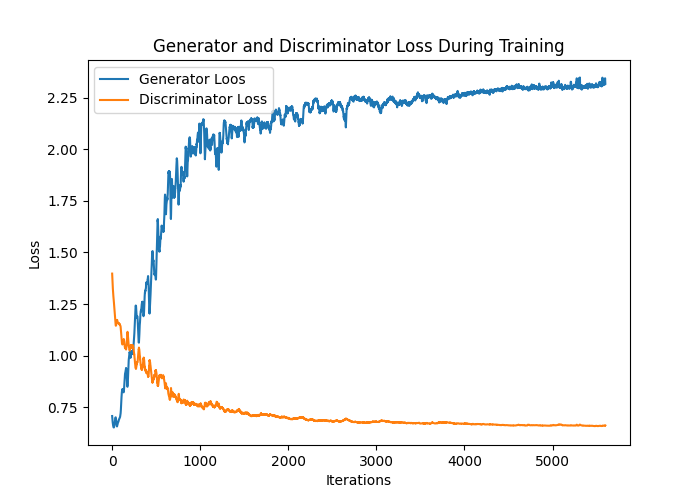 Generator and Discriminator Loss During Training
Generator Loos
Discriminator Loss
2.25
2.00
1.75
1.50
1.25
1.00
0.75
Loss
0
1000
2000
3000
4000
5000
Iterations